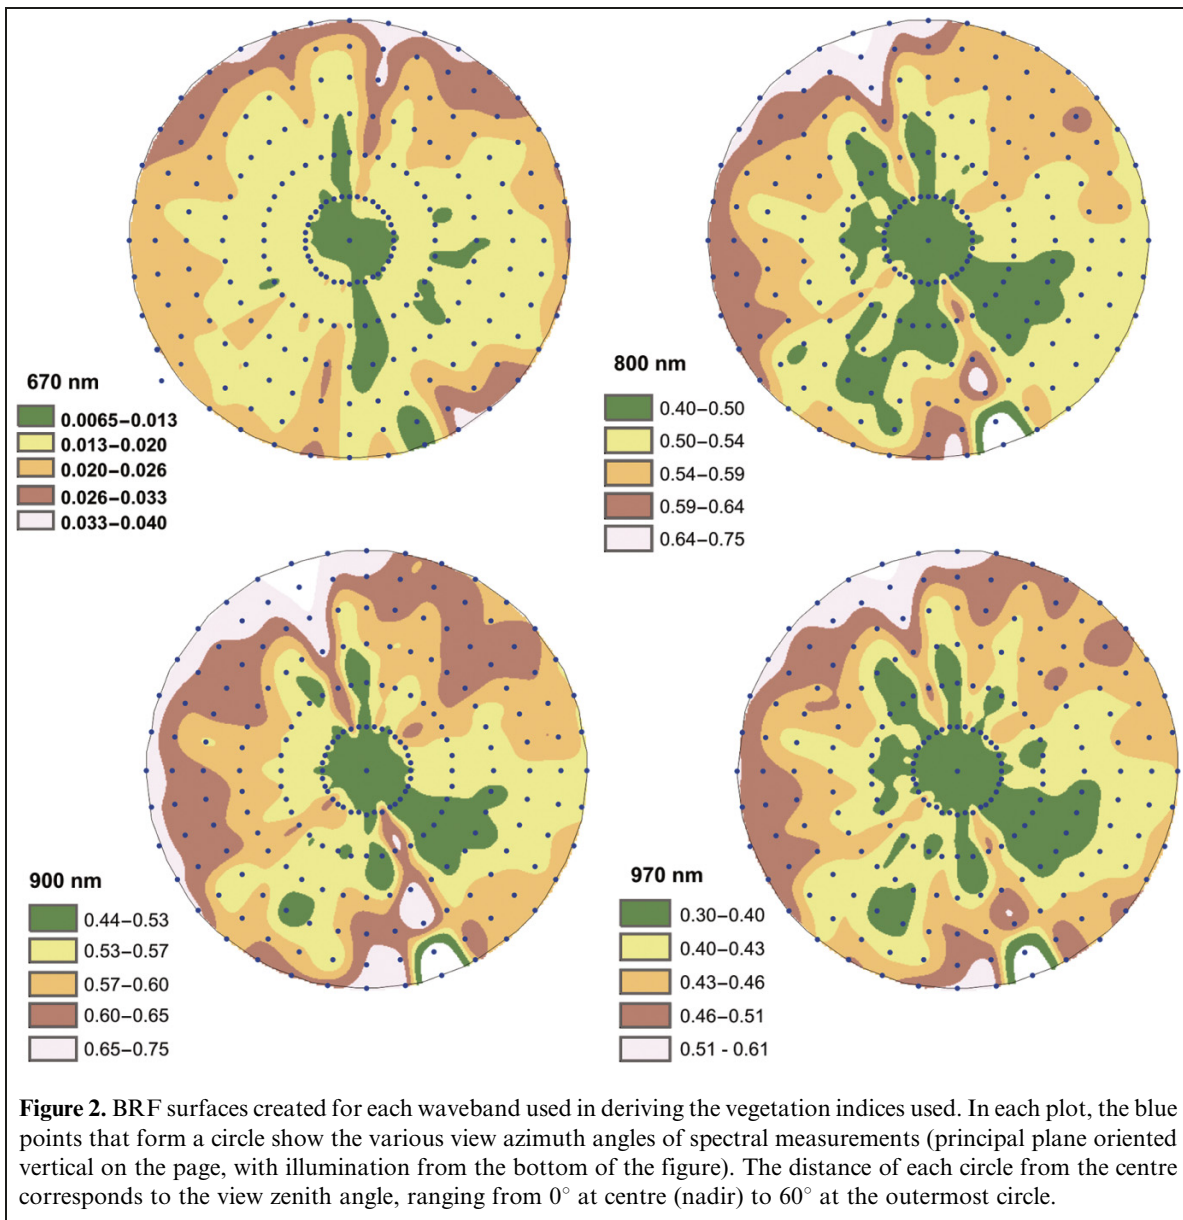 670 nm
0.0065–0.013
0.013–0.020
0.020–0.026
0.026–0.033
0.033–0.040
800 nm
0.40–0.50
0.50–0.54
0.54–0.59
0.59–0.64
0.64–0.75
900 nm
0.44–0.53
0.53–0.57
0.57–0.60
0.60–0.65
0.65–0.75
970 nm
0.30–0.40
0.40–0.43
0.43–0.46
0.46–0.51
0.51 - 0.61
Figure 2. BRF surfaces created for each waveband used in deriving the vegetation indices used. In each plot, the blue
points that form a circle show the various view azimuth angles of spectral measurements (principal plane oriented
vertical on the page, with illumination from the bottom of the figure). The distance of each circle from the centre
corresponds to the view zenith angle, ranging from 0° at centre (nadir) to 60° at the outermost circle.